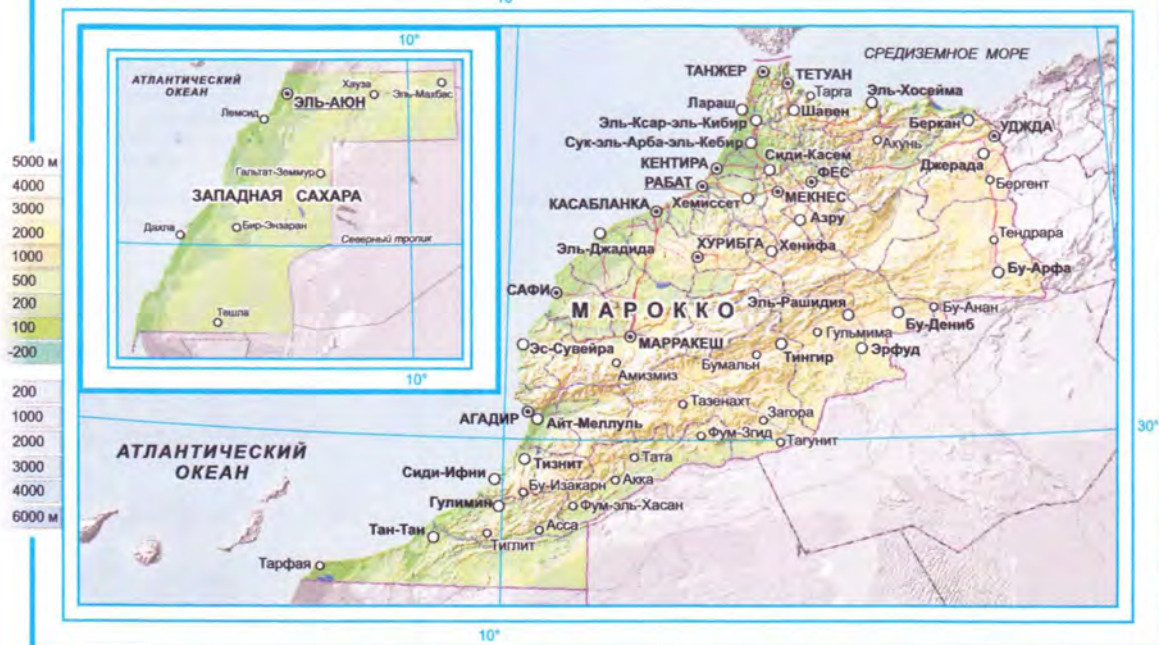 10°
АТЛАНТИЧЕСКИЙ
ОКЕАН
Хауза
Эль-Махбас
ЭЛЬ-АЮН
Лемсид
Гальтат-Земмур
ЗАПАДНАЯ САХАРА
Дахла
Бир-Энзаран
Северный тропик
Тешла
10°
5000 м
4000
3000
2000
1000
500
200
100
-200
200
1000
2000
3000
4000
6000 м
СРЕДИЗЕМНОЕ МОРЕ
ТАНЖЕР
ТЕТУАН
Тарга
Эль-Хосейма
Лараш
Шавен
Эль-Ксар-эль-Кибир
Беркан
УДЖДА
Сук-эль-Арба-эль-Кебир
Акунь
Джерада
КЕНТИРА
Сиди-Касем
ФЕС
Бергент
РАБАТ
МЕКНЕС
Хемиссет
КАСАБЛАНКА
Азру
Эль-Джадида
ХУРИБГА
Хенифа
Тендрара
Бу-Арфа
САФИ
МАРОККО
Эль-Рашидия
Бу-Анан
Бу-Дениб
Гульмима
Эс-Сувейра
МАРРАКЕШ
Тингир
Эрфуд
Бумальн
Амизмиз
Тазенахт
АГАДИР
Айт-Меллуль
Загора
30°
Фум-Згид
Тагунит
АТЛАНТИЧЕСКИЙ
ОКЕАН
Тизнит
Тата
Сиди-Ифни
Бу-Изакарн
Акка
Гулимин
Фум-эль-Хасан
Тан-Тан
Асса
Тиглит
Тарфая
10°